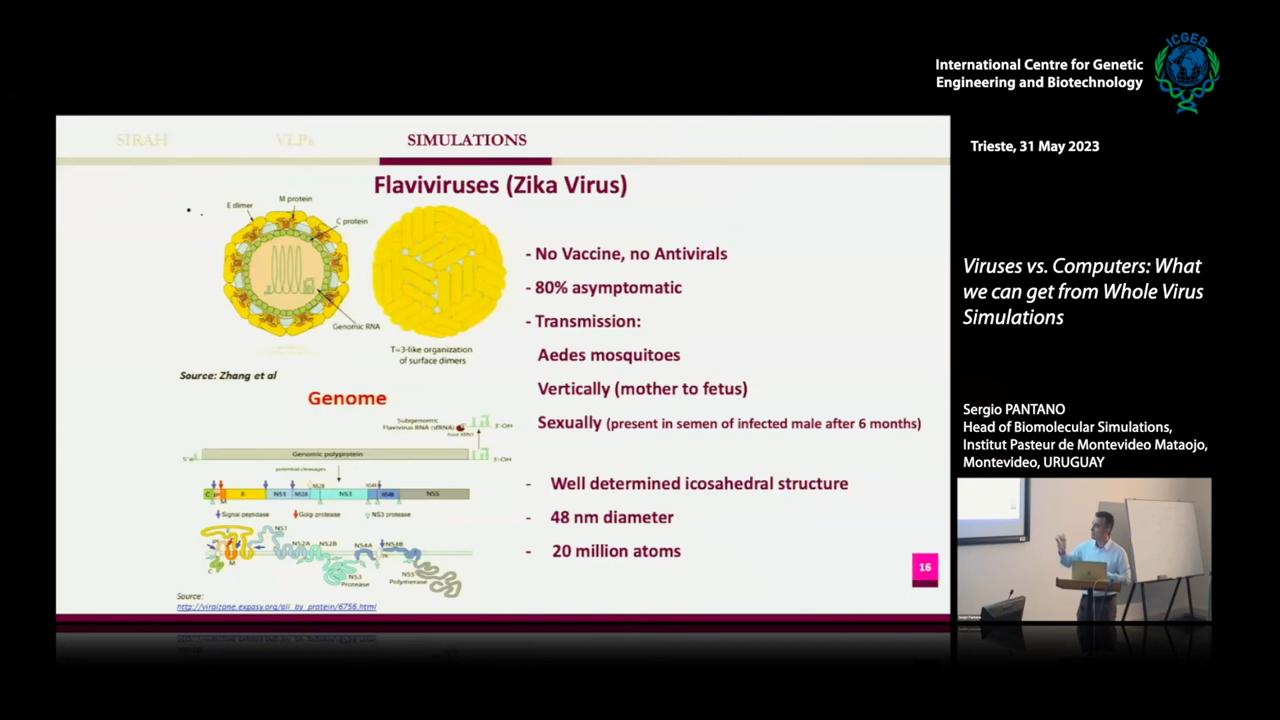 ICGEB
International Centre for Genetic
Engineering and Biotechnology
Trieste, 31 May 2023
Viruses vs. Computers: What
we can get from Whole Virus
Simulations
Sergio PANTANO
Head of Biomolecular Simulations,
Institut Pasteur de Montevideo Mataojo,
Montevideo, URUGUAY
SIRAH
VLPs
SIMULATIONS
Flaviviruses (Zika Virus)
E dimer
M protein
C protein
Genomic RNA
T=3-like organization
of surface dimers
Source: Zhang et al
- No Vaccine, no Antivirals
- 80% asymptomatic
- Transmission:
Aedes mosquitoes
Vertically (mother to fetus)
Sexually (present in semen of infected male after 6 months)
- Well determined icosahedral structure
- 48 nm diameter
- 20 million atoms
Genome
Subgenomic
Flavivirus RNA (sfRNA)
3'-OH
Genomic polyprotein
3'-OH
potential cleavages
C
E
NS1
NS2A
NS2B
NS3
NS4A
NS4B
NS5
M
Signal peptidase
Golgi protease
NS3 protease
NS1
NS2A
NS2B
NS4A
NS4B
E
M
C
NS3
Protease
NS5
Polymerase
Source:
http://viralzone.expasy.org/all_by_protein/6756.html
16